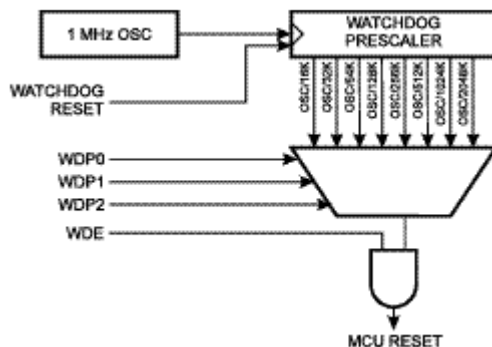 1 MHz OSC
WATCHDOG
PRESCALER
WATCHDOG
RESET
OSC/16K
OSC/32K
OSC/64K
OSC/128K
OSC/256K
OSC/512K
OSC/1024K
OSC/2048K
WDP0
WDP1
WDP2
WDE
MCU RESET